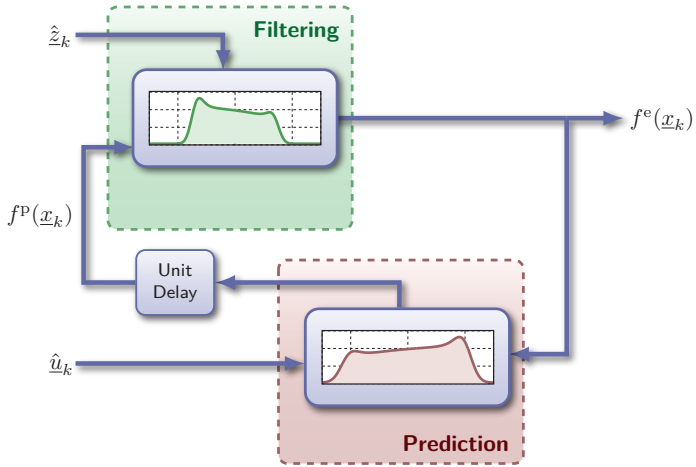 Filtering
ẑ_k
f^e(x_k)
f^p(x_k)
Unit
Delay
û_k
Prediction